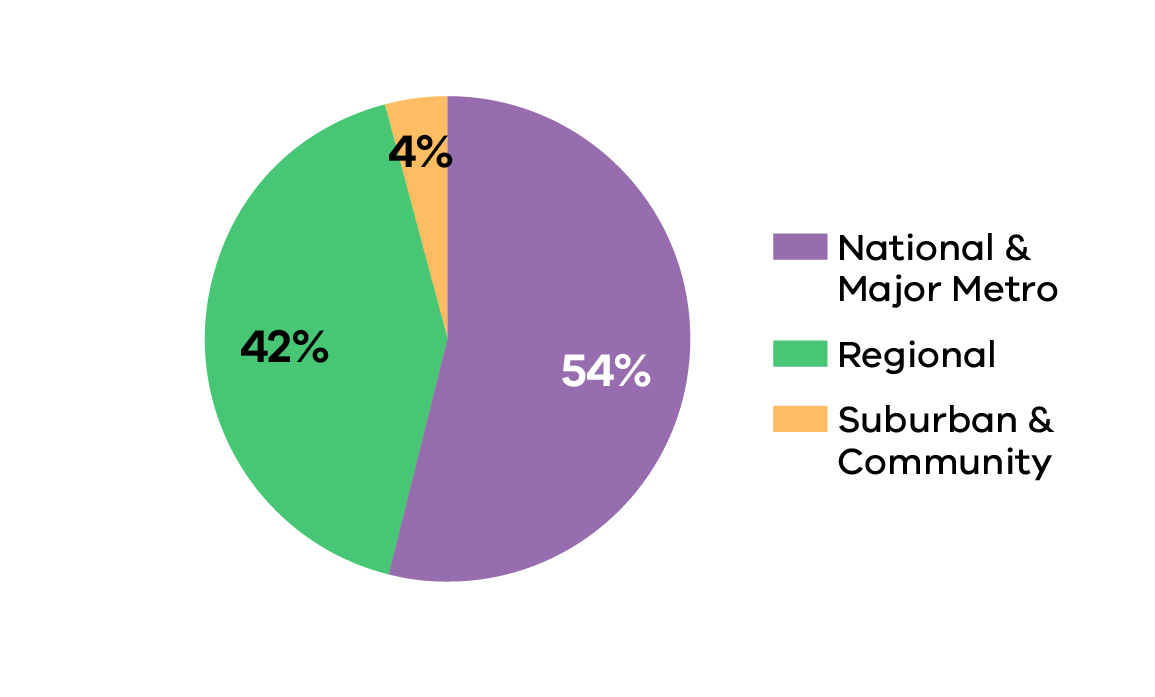 4%
42%
54%
National &
Major Metro
Regional
Suburban &
Community